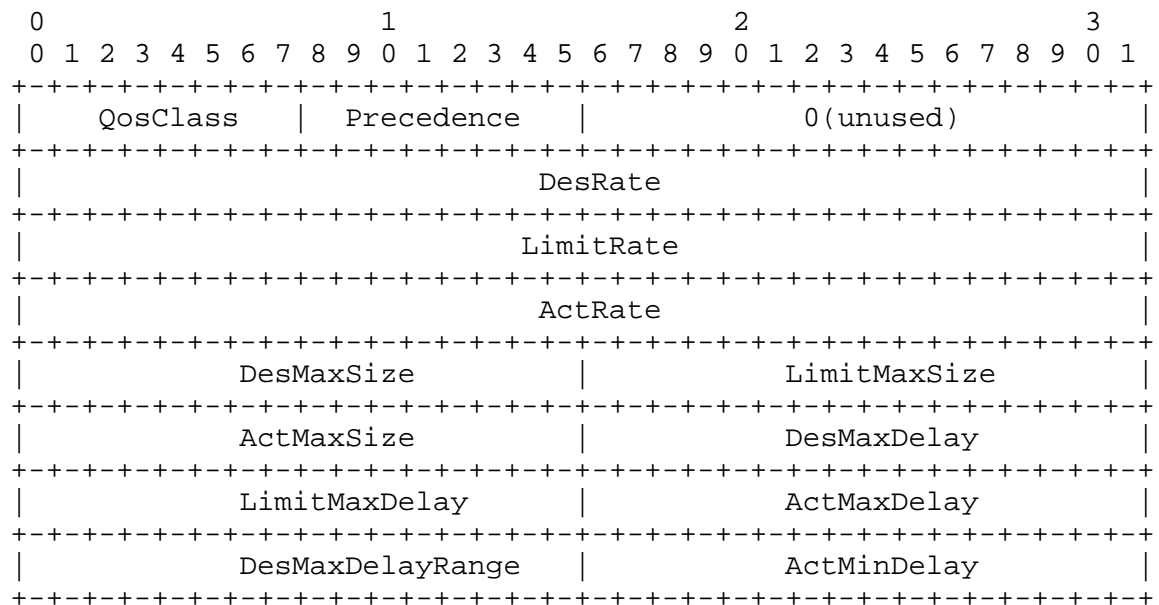 0                   1                   2                   3
0 1 2 3 4 5 6 7 8 9 0 1 2 3 4 5 6 7 8 9 0 1 2 3 4 5 6 7 8 9 0 1
+-+-+-+-+-+-+-+-+-+-+-+-+-+-+-+-+-+-+-+-+-+-+-+-+-+-+-+-+-+-+-+-+
|    QosClass   |  Precedence   |            0(unused)          |
+-+-+-+-+-+-+-+-+-+-+-+-+-+-+-+-+-+-+-+-+-+-+-+-+-+-+-+-+-+-+-+-+
|                             DesRate                           |
+-+-+-+-+-+-+-+-+-+-+-+-+-+-+-+-+-+-+-+-+-+-+-+-+-+-+-+-+-+-+-+-+
|                            LimitRate                          |
+-+-+-+-+-+-+-+-+-+-+-+-+-+-+-+-+-+-+-+-+-+-+-+-+-+-+-+-+-+-+-+-+
|                             ActRate                           |
+-+-+-+-+-+-+-+-+-+-+-+-+-+-+-+-+-+-+-+-+-+-+-+-+-+-+-+-+-+-+-+-+
|            DesMaxSize         |           LimitMaxSize        |
+-+-+-+-+-+-+-+-+-+-+-+-+-+-+-+-+-+-+-+-+-+-+-+-+-+-+-+-+-+-+-+-+
|            ActMaxSize         |           DesMaxDelay         |
+-+-+-+-+-+-+-+-+-+-+-+-+-+-+-+-+-+-+-+-+-+-+-+-+-+-+-+-+-+-+-+-+
|            LimitMaxDelay      |           ActMaxDelay         |
+-+-+-+-+-+-+-+-+-+-+-+-+-+-+-+-+-+-+-+-+-+-+-+-+-+-+-+-+-+-+-+-+
|            DesMaxDelayRange   |           ActMinDelay         |
+-+-+-+-+-+-+-+-+-+-+-+-+-+-+-+-+-+-+-+-+-+-+-+-+-+-+-+-+-+-+-+-+